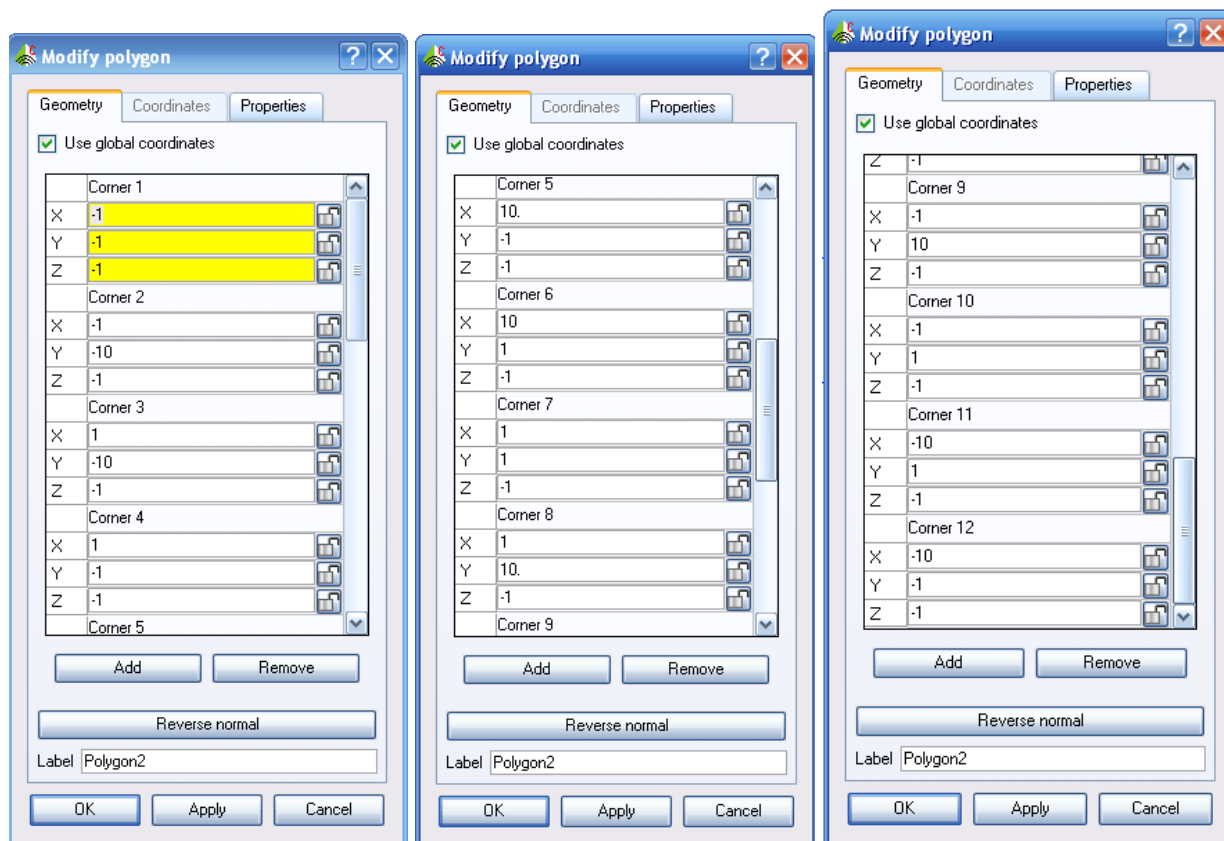 Modify polygon
Geometry Coordinates Properties
Use global coordinates
Corner 1
X -1
Y -1
Z -1
Corner 2
X -1
Y -10
Z -1
Corner 3
X 1
Y -10
Z -1
Corner 4
X 1
Y -1
Z -1
Corner 5
Add Remove
Reverse normal
Label Polygon2
OK Apply Cancel
Modify polygon
Geometry Coordinates Properties
Use global coordinates
Corner 5
X 10.
Y -1
Z -1
Corner 6
X 10
Y 1
Z -1
Corner 7
X 1
Y 1
Z -1
Corner 8
X 1
Y 10.
Z -1
Corner 9
Add Remove
Reverse normal
Label Polygon2
OK Apply Cancel
Modify polygon
Geometry Coordinates Properties
Use global coordinates
Z -1
Corner 9
X -1
Y 10
Z -1
Corner 10
X -1
Y 1
Z -1
Corner 11
X -10
Y 1
Z -1
Corner 12
X -10
Y -1
Z -1
Add Remove
Reverse normal
Label Polygon2
OK Apply Cancel